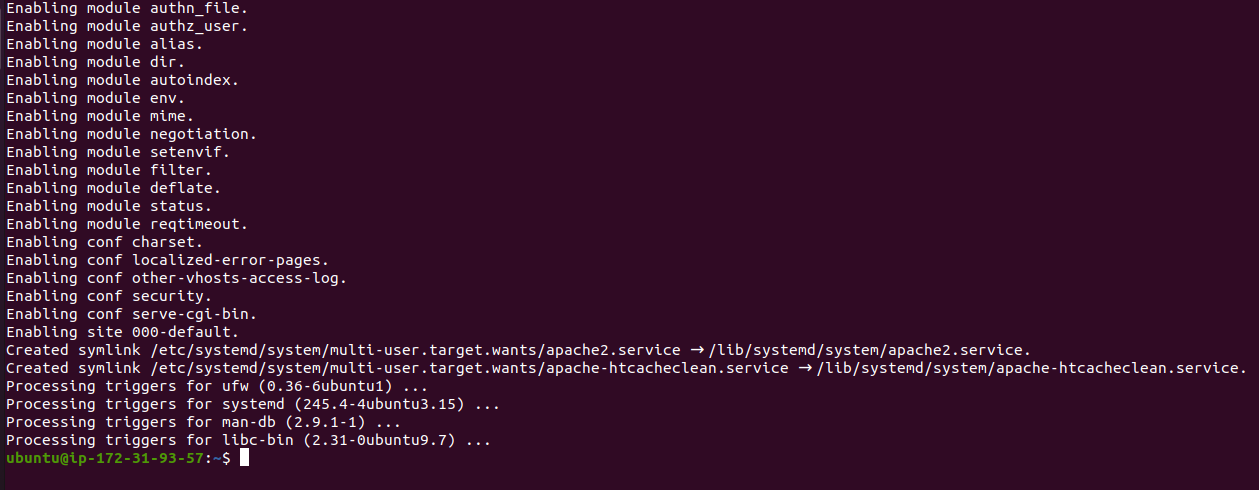 Enabling module authn_file.
Enabling module authz_user.
Enabling module alias.
Enabling module dir.
Enabling module autoindex.
Enabling module env.
Enabling module mime.
Enabling module negotiation.
Enabling module setenvif.
Enabling module filter.
Enabling module deflate.
Enabling module status.
Enabling module reqtimeout.
Enabling conf charset.
Enabling conf localized-error-pages.
Enabling conf other-vhosts-access-log.
Enabling conf security.
Enabling conf serve-cgi-bin.
Enabling site 000-default.
Created symlink /etc/systemd/system/multi-user.target.wants/apache2.service → /lib/systemd/system/apache2.service.
Created symlink /etc/systemd/system/multi-user.target.wants/apache-htcacheclean.service → /lib/systemd/system/apache-htcacheclean.service.
Processing triggers for ufw (0.36-6ubuntu1) ...
Processing triggers for systemd (245.4-4ubuntu3.15) ...
Processing triggers for man-db (2.9.1-1) ...
Processing triggers for libc-bin (2.31-0ubuntu9.7) ...
ubuntu@ip-172-31-93-57:~$